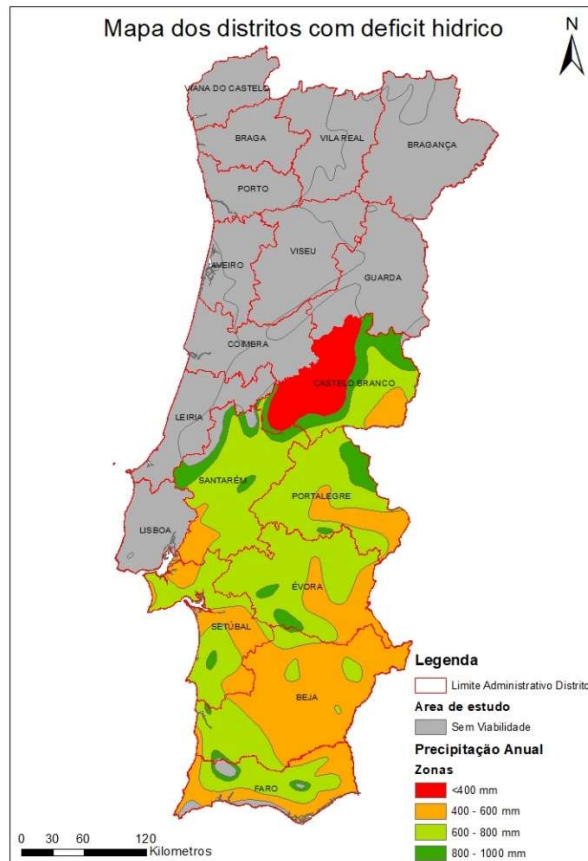 Mapa dos distritos com deficit hidrico
N
VIANA DO CASTELO
BRAGA
VILA REAL
BRAGANÇA
PORTO
VISEU
AVEIRO
GUARDA
COIMBRA
CASTELO BRANCO
LEIRIA
SANTARÉM
PORTALEGRE
LISBOA
ÉVORA
SETÚBAL
BEJA
FARO
Legenda
Limite Administrativo Distrito
Area de estudo
Sem Viabilidade
Precipitação Anual
Zonas
<400 mm
400 - 600 mm
600 - 800 mm
800 - 1000 mm
0 30 60 120
Kilometros